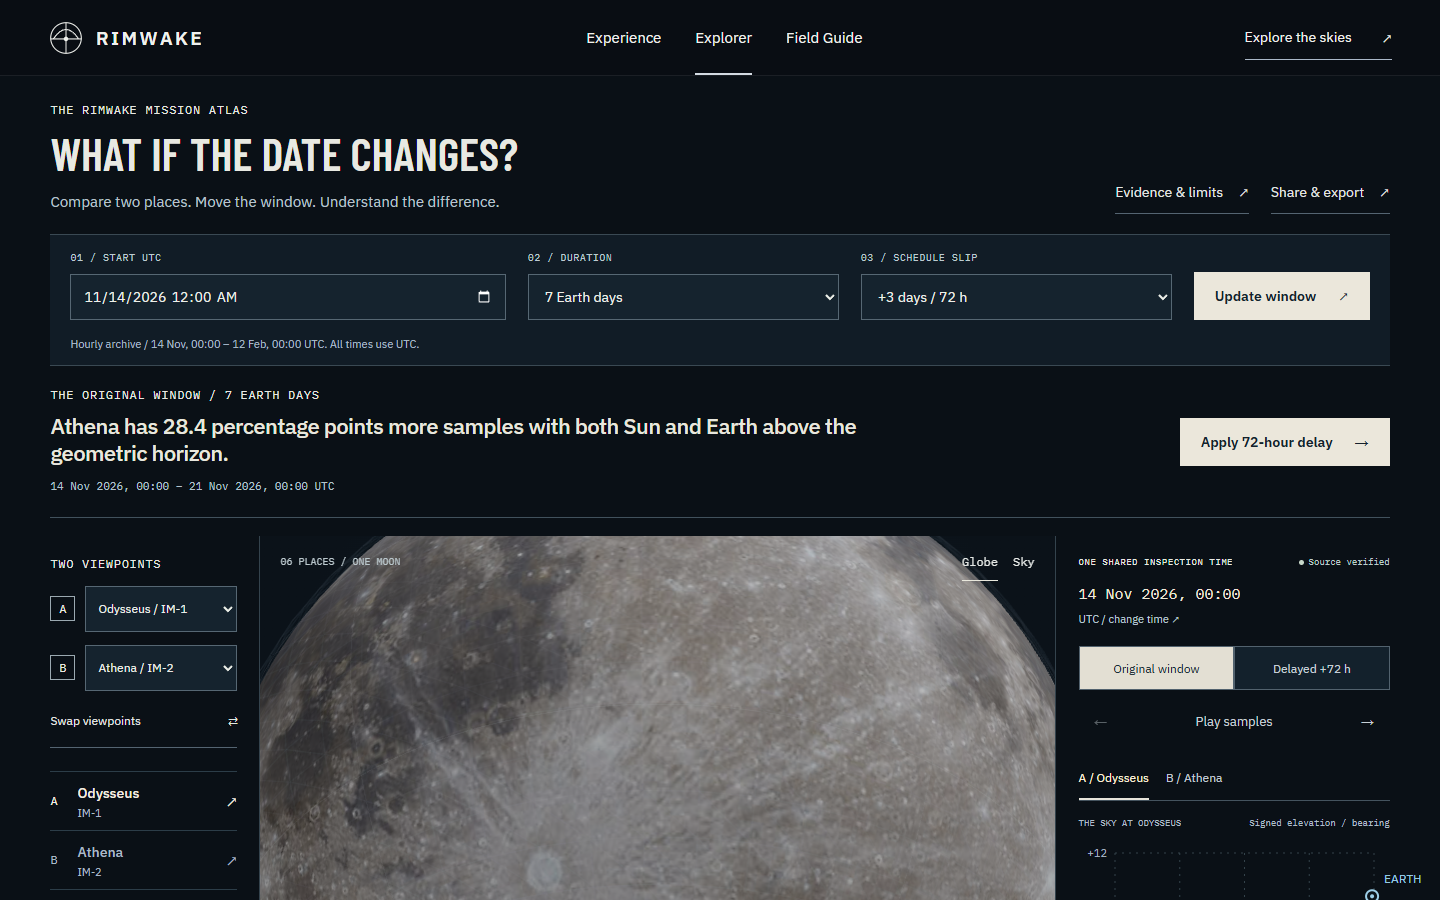 RIMWAKE
Experience
Explorer
Field Guide
Explore the skies ↗
THE RIMWAKE MISSION ATLAS
WHAT IF THE DATE CHANGES?
Compare two places. Move the window. Understand the difference.
Evidence & limits ↗
Share & export ↗
01 / START UTC
11/14/2026 12:00 AM
02 / DURATION
7 Earth days
03 / SCHEDULE SLIP
+3 days / 72 h
Update window ↗
Hourly archive / 14 Nov, 00:00 – 12 Feb, 00:00 UTC. All times use UTC.
THE ORIGINAL WINDOW / 7 EARTH DAYS
Athena has 28.4 percentage points more samples with both Sun and Earth above the
geometric horizon.
14 Nov 2026, 00:00 – 21 Nov 2026, 00:00 UTC
Apply 72-hour delay →
TWO VIEWPOINTS
A
Odysseus / IM-1
B
Athena / IM-2
Swap viewpoints ⇄
A Odysseus ↗
IM-1
B Athena ↗
IM-2
06 PLACES / ONE MOON
Globe
Sky
ONE SHARED INSPECTION TIME
Source verified
14 Nov 2026, 00:00
UTC / change time ↗
Original window
Delayed +72 h
← Play samples →
A / Odysseus
B / Athena
THE SKY AT ODYSSEUS
Signed elevation / bearing
+12
EARTH